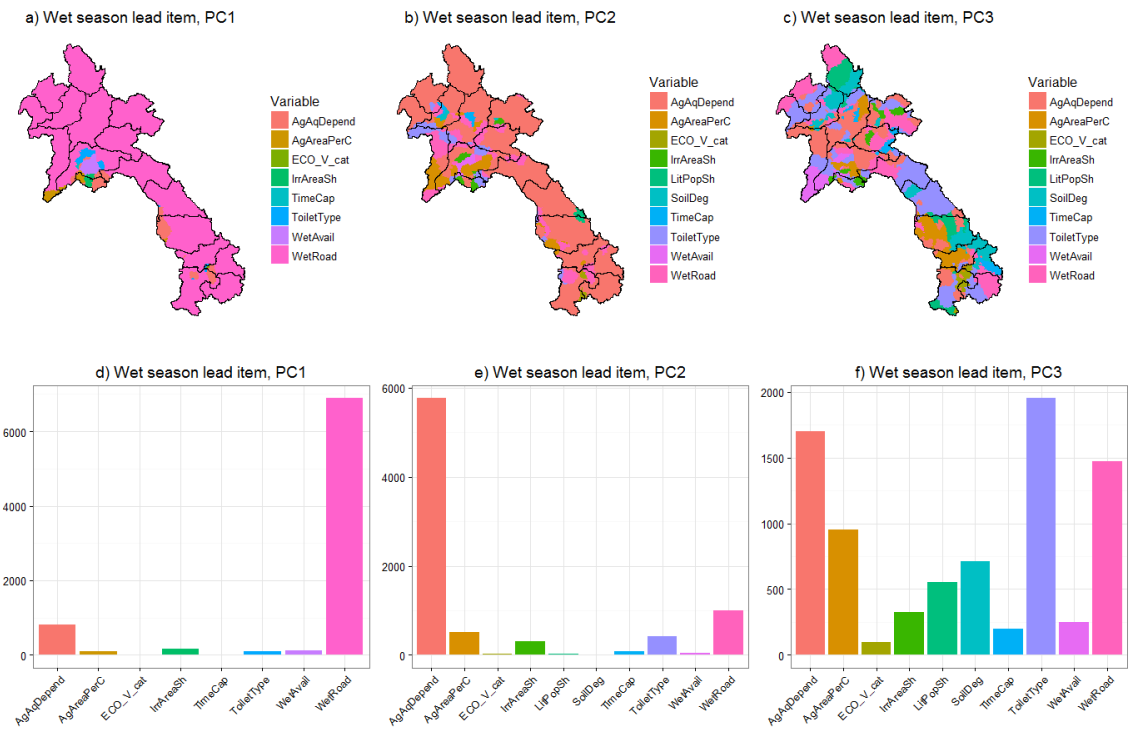 a) Wet season lead item, PC1
Variable
AgAqDepend
AgAreaPerC
ECO_V_cat
IrrAreaSh
TimeCap
ToiletType
WetAvail
WetRoad
b) Wet season lead item, PC2
Variable
AgAqDepend
AgAreaPerC
ECO_V_cat
IrrAreaSh
LitPopSh
SoilDeg
TimeCap
ToiletType
WetAvail
WetRoad
c) Wet season lead item, PC3
Variable
AgAqDepend
AgAreaPerC
ECO_V_cat
IrrAreaSh
LitPopSh
SoilDeg
TimeCap
ToiletType
WetAvail
WetRoad
d) Wet season lead item, PC1
6000
4000
2000
0
AgAqDepend
AgAreaPerC
ECO_V_cat
IrrAreaSh
TimeCap
ToiletType
WetAvail
WetRoad
e) Wet season lead item, PC2
6000
4000
2000
0
AgAqDepend
AgAreaPerC
ECO_V_cat
IrrAreaSh
LitPopSh
SoilDeg
TimeCap
ToiletType
WetAvail
WetRoad
f) Wet season lead item, PC3
2000
1500
1000
500
0
AgAqDepend
AgAreaPerC
ECO_V_cat
IrrAreaSh
LitPopSh
SoilDeg
TimeCap
ToiletType
WetAvail
WetRoad